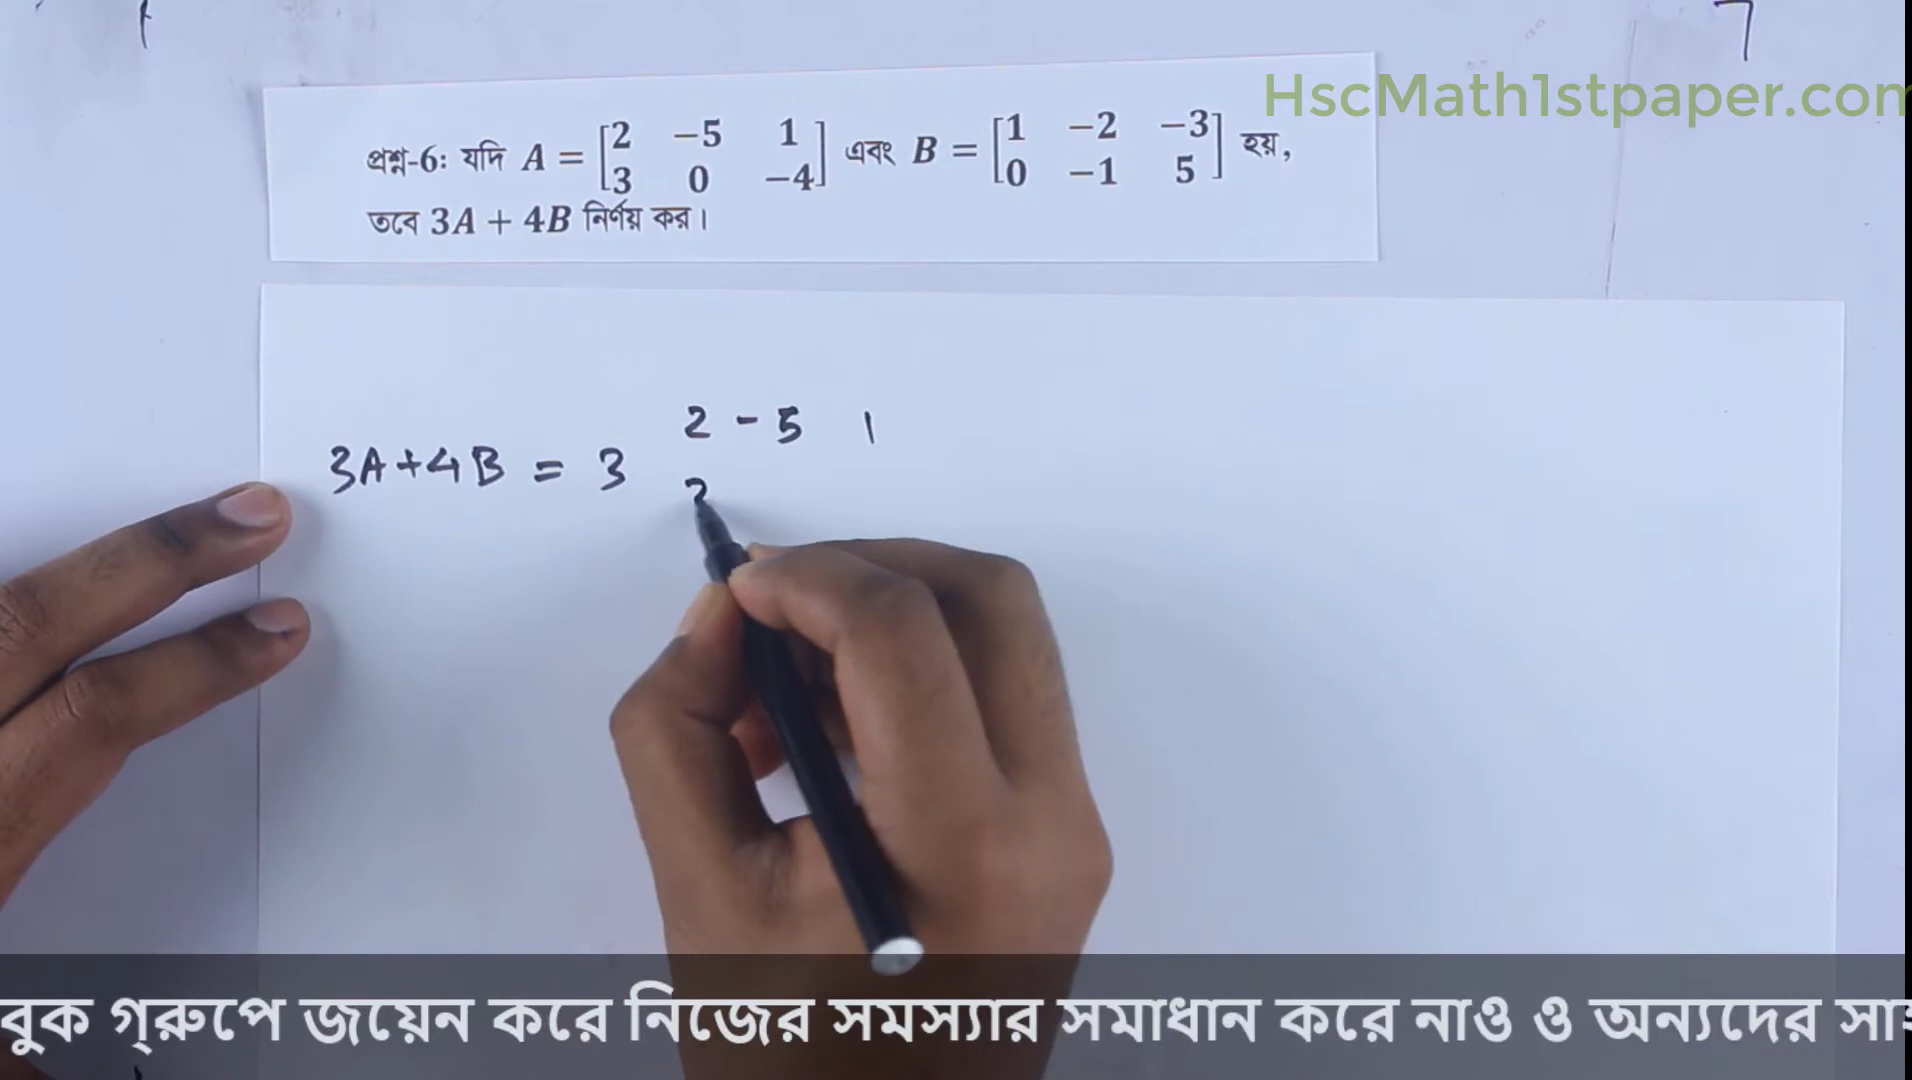 HscMath1stpaper.com
প্রশ্ন-6: যদি A = [2 −5 1
3 0 −4] এবং B = [1 −2 −3
0 −1 5] হয়,
তবে 3A + 4B নির্ণয় কর।
3A+4B = 3 2 -5 1
বুক গ্রুপে জয়েন করে নিজের সমস্যার সমাধান করে নাও ও অন্যদের